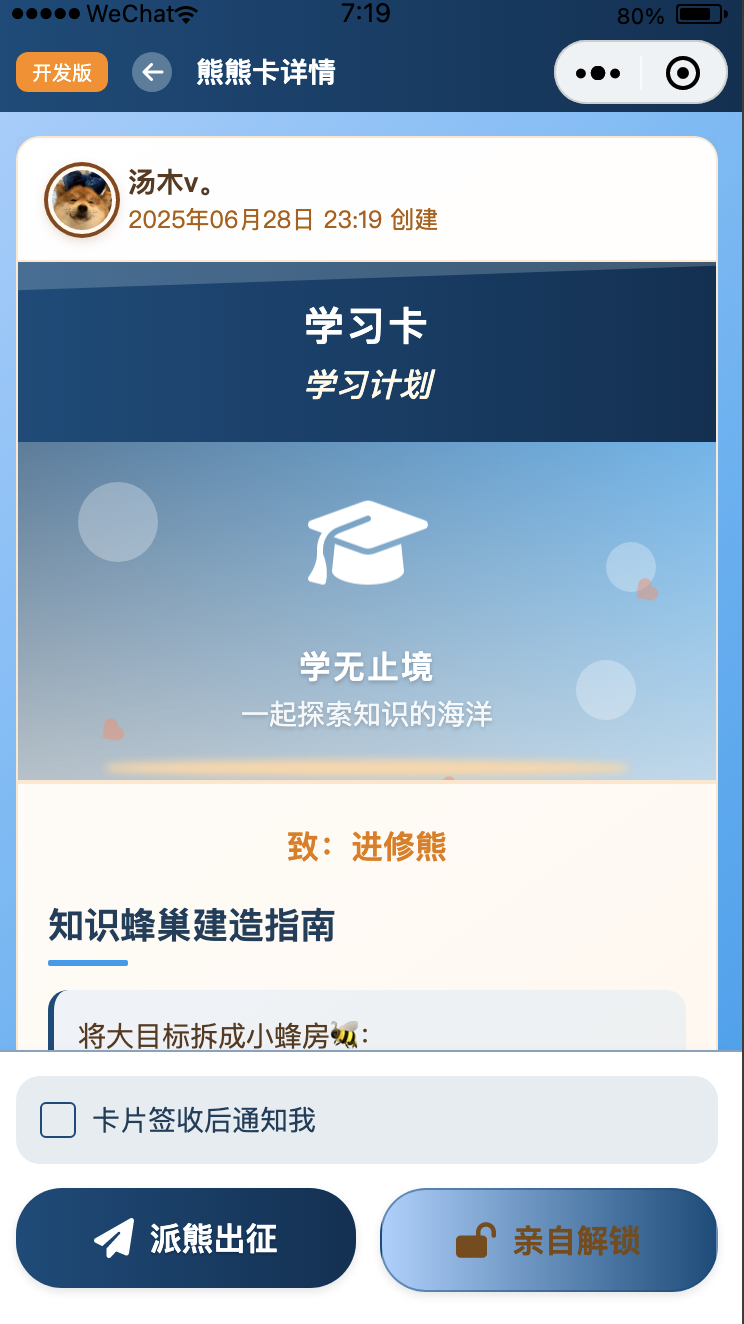 WeChat
7:19
80%
开发版
熊熊卡详情
汤木v。
2025年06月28日 23:19 创建
学习卡
学习计划
学无止境
一起探索知识的海洋
致：进修熊
知识蜂巢建造指南
将大目标拆成小蜂房🐝：
卡片签收后通知我
派熊出征
亲自解锁